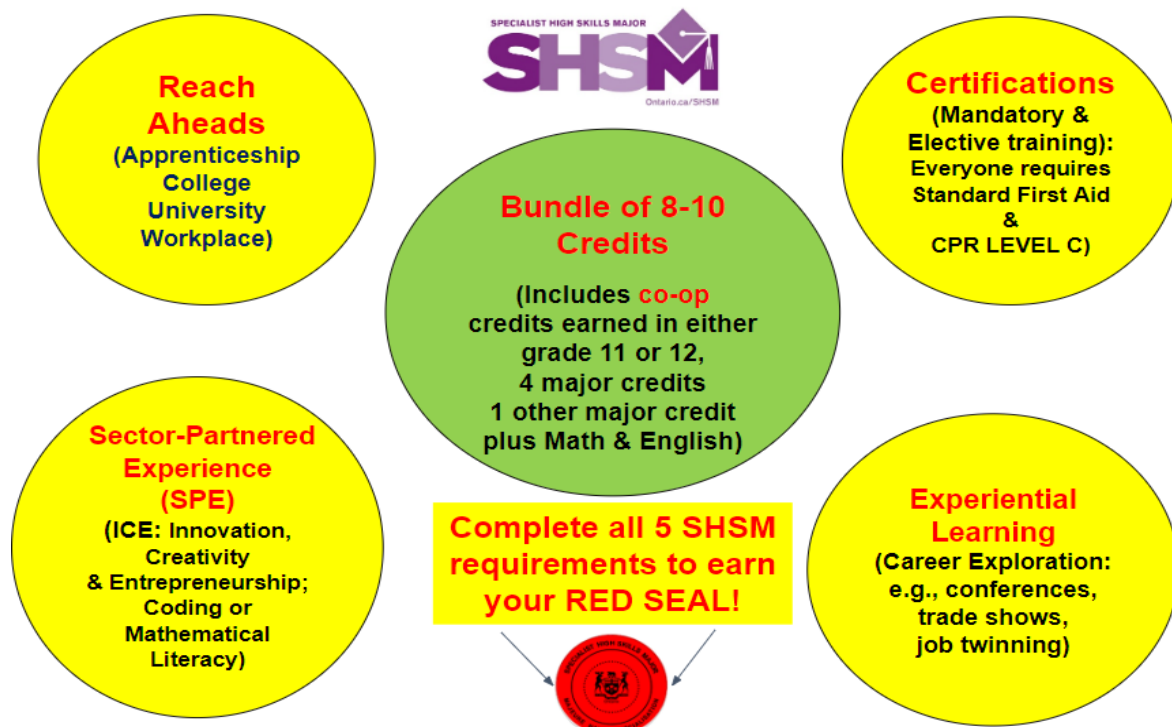 SPECIALIST HIGH SKILLS MAJOR
SHSM
Ontario.ca/SHSM
Reach
Aheads
(Apprenticeship
College
University
Workplace)
Certifications
(Mandatory &
Elective training):
Everyone requires
Standard First Aid
&
CPR LEVEL C)
Bundle of 8-10
Credits
(Includes co-op
credits earned in either
grade 11 or 12,
4 major credits
1 other major credit
plus Math & English)
Sector-Partnered
Experience
(SPE)
(ICE: Innovation,
Creativity
& Entrepreneurship;
Coding or
Mathematical
Literacy)
Complete all 5 SHSM
requirements to earn
your RED SEAL!
Experiential
Learning
(Career Exploration:
e.g., conferences,
trade shows,
job twinning)
SPECIALIST HIGH SKILLS MAJOR